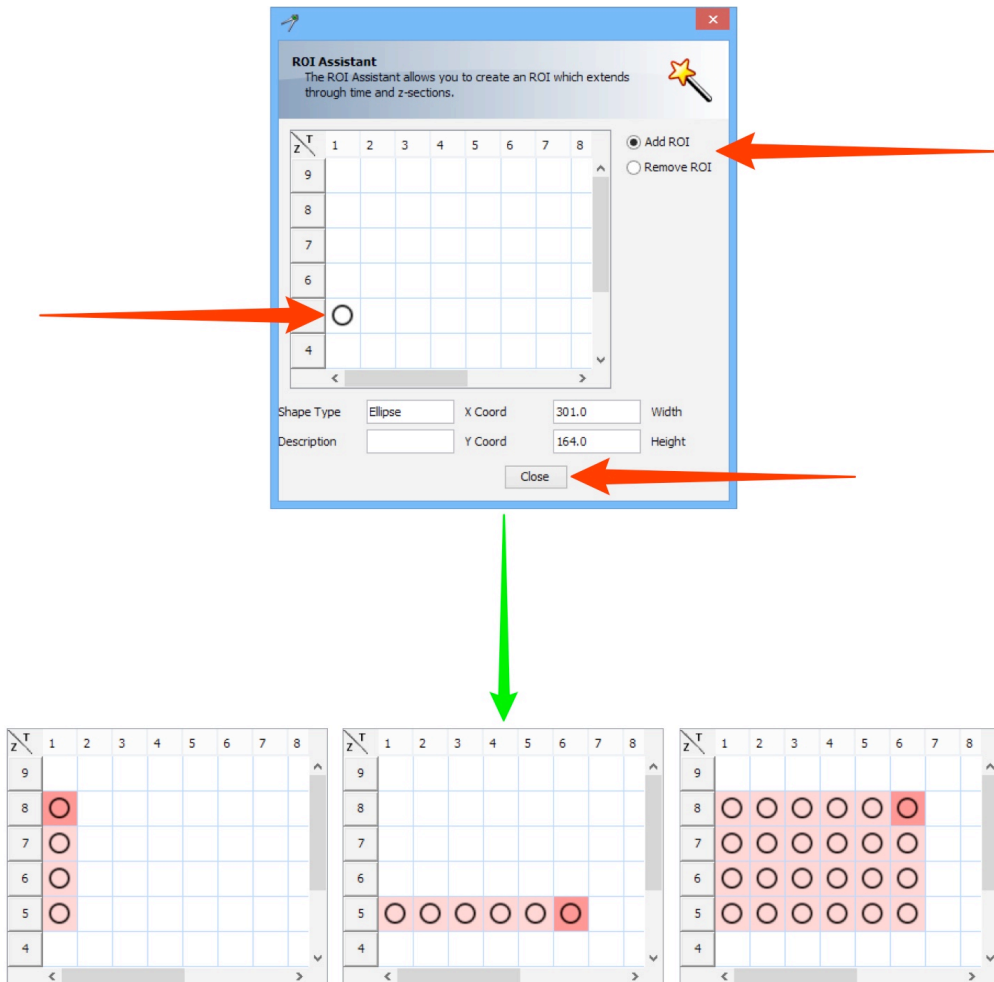 ROI Assistant
The ROI Assistant allows you to create an ROI which extends
through time and z-sections.
Z T 1 2 3 4 5 6 7 8
Add ROI
9
Remove ROI
8
7
6
4
Shape Type Ellipse X Coord 301.0 Width
Description Y Coord 164.0 Height
Close
Z T 1 2 3 4 5 6 7 8
9
8
7
6
5
4
Z T 1 2 3 4 5 6 7 8
9
8
7
6
5
4
Z T 1 2 3 4 5 6 7 8
9
8
7
6
5
4